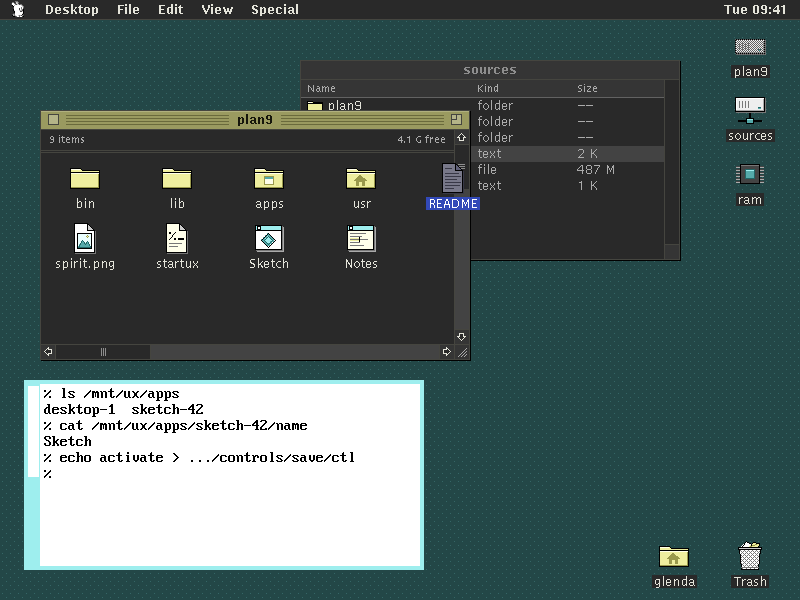 Desktop File Edit View Special Tue 09:41
sources
Name Kind Size
plan9 folder --
folder --
folder --
text 2 K
file 487 M
text 1 K
plan9
9 items 4.1 G free
bin lib apps usr README
spirit.png startux Sketch Notes
% ls /mnt/ux/apps
desktop-1 sketch-42
% cat /mnt/ux/apps/sketch-42/name
Sketch
% echo activate > .../controls/save/ctl
%
plan9
sources
ram
glenda Trash